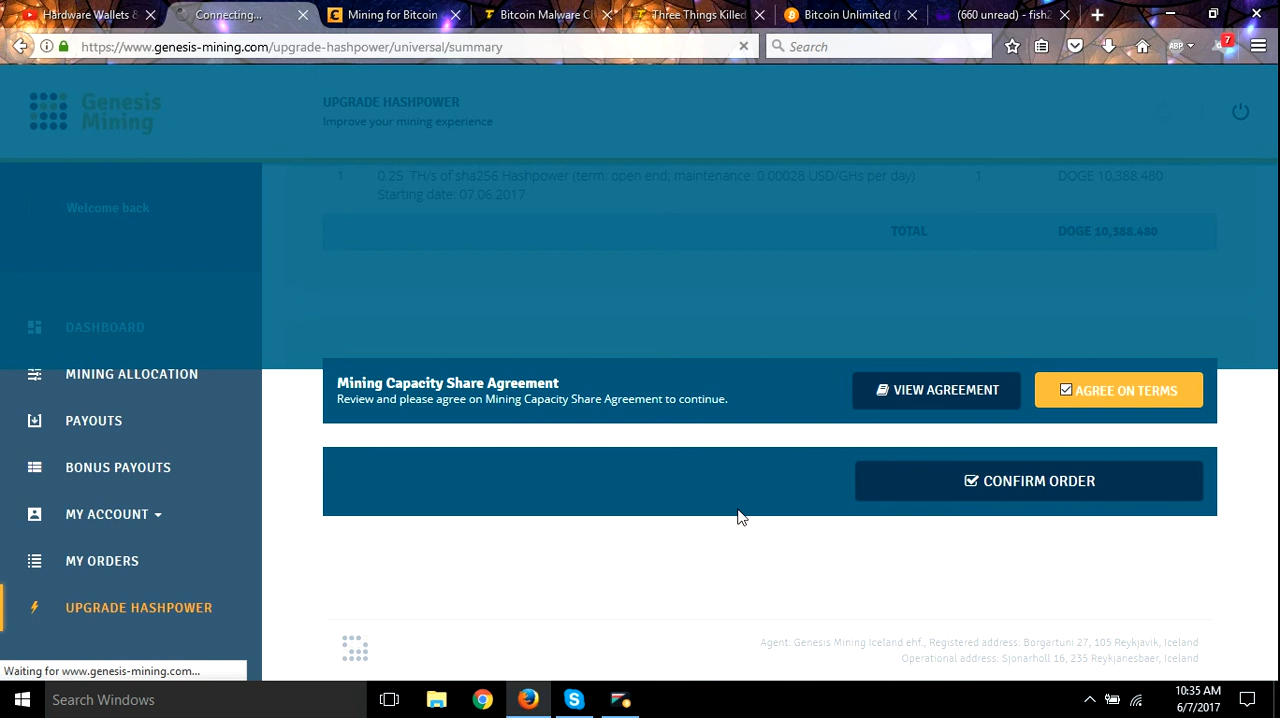 Hardware Wallets &
Connecting...
Mining for Bitcoin
Bitcoin Malware C
Three Things Killed
Bitcoin Unlimited (
(660 unread) - fish
https://www.genesis-mining.com/upgrade-hashpower/universal/summary
Search
ABP
7
Genesis
Mining
UPGRADE HASHPOWER
Improve your mining experience
1 0.25 TH/s of sha256 Hashpower (term: open end; maintenance: 0.00028 USD/GHs per day) 1 DOGE 10,388.480
Starting date: 07.06.2017
TOTAL DOGE 10,388.480
Welcome back
DASHBOARD
MINING ALLOCATION
PAYOUTS
BONUS PAYOUTS
MY ACCOUNT
MY ORDERS
UPGRADE HASHPOWER
Mining Capacity Share Agreement
Review and please agree on Mining Capacity Share Agreement to continue.
VIEW AGREEMENT
AGREE ON TERMS
CONFIRM ORDER
Agent: Genesis Mining Iceland ehf., Registered address: Borgartuni 27, 105 Reykjavik, Iceland
Operational address: Sjonarholl 16, 235 Reykjanesbaer, Iceland
Waiting for www.genesis-mining.com...
Search Windows
10:35 AM
6/7/2017